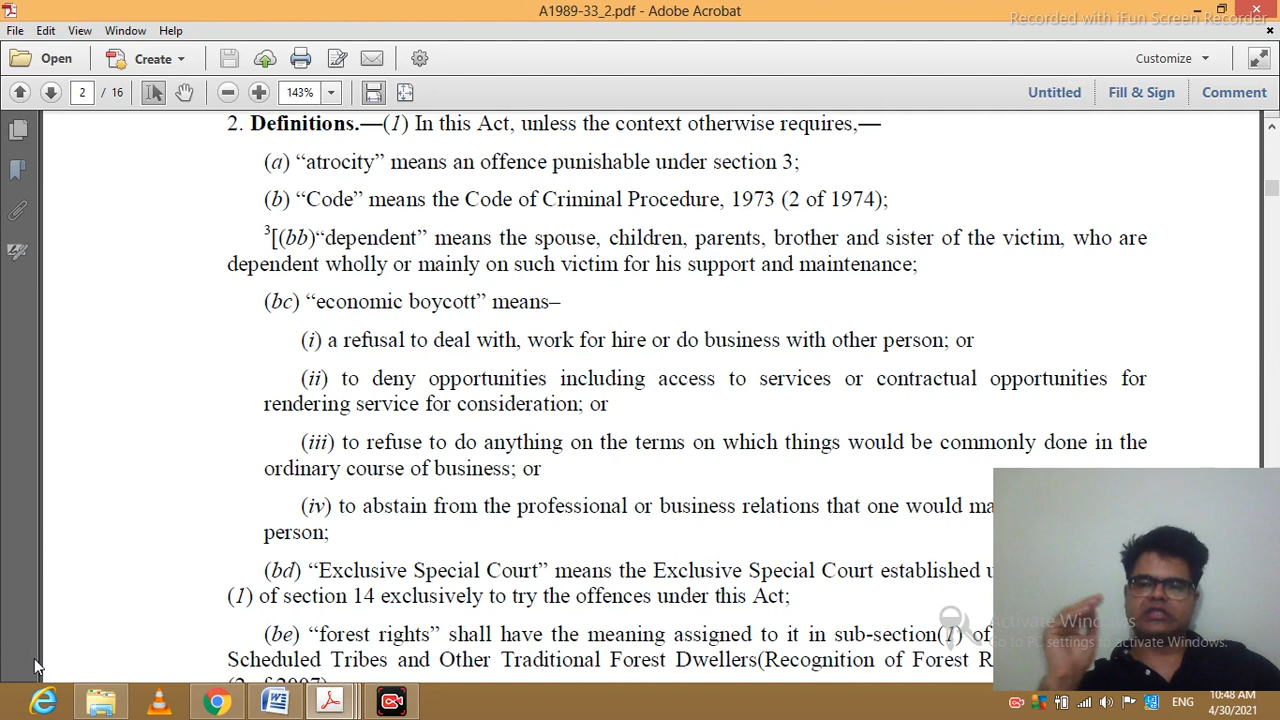 A1989-33_2.pdf - Adobe Acrobat
Recorded with iFun Screen Recorder
File Edit View Window Help
Open Create Customize
2 / 16 143% Untitled Fill & Sign Comment
2. Definitions.—(1) In this Act, unless the context otherwise requires,—
(a) “atrocity” means an offence punishable under section 3;
(b) “Code” means the Code of Criminal Procedure, 1973 (2 of 1974);
3[(bb)“dependent” means the spouse, children, parents, brother and sister of the victim, who are
dependent wholly or mainly on such victim for his support and maintenance;
(bc) “economic boycott” means–
(i) a refusal to deal with, work for hire or do business with other person; or
(ii) to deny opportunities including access to services or contractual opportunities for
rendering service for consideration; or
(iii) to refuse to do anything on the terms on which things would be commonly done in the
ordinary course of business; or
(iv) to abstain from the professional or business relations that one would
person;
(bd) “Exclusive Special Court” means the Exclusive Special Court established
(1) of section 14 exclusively to try the offences under this Act;
(be) “forest rights” shall have the meaning assigned to it in sub-section(1) of
Scheduled Tribes and Other Traditional Forest Dwellers(Recognition of Forest
Activate Windows
Go to PC settings to activate Windows.
ENG
10:48 AM
4/30/2021